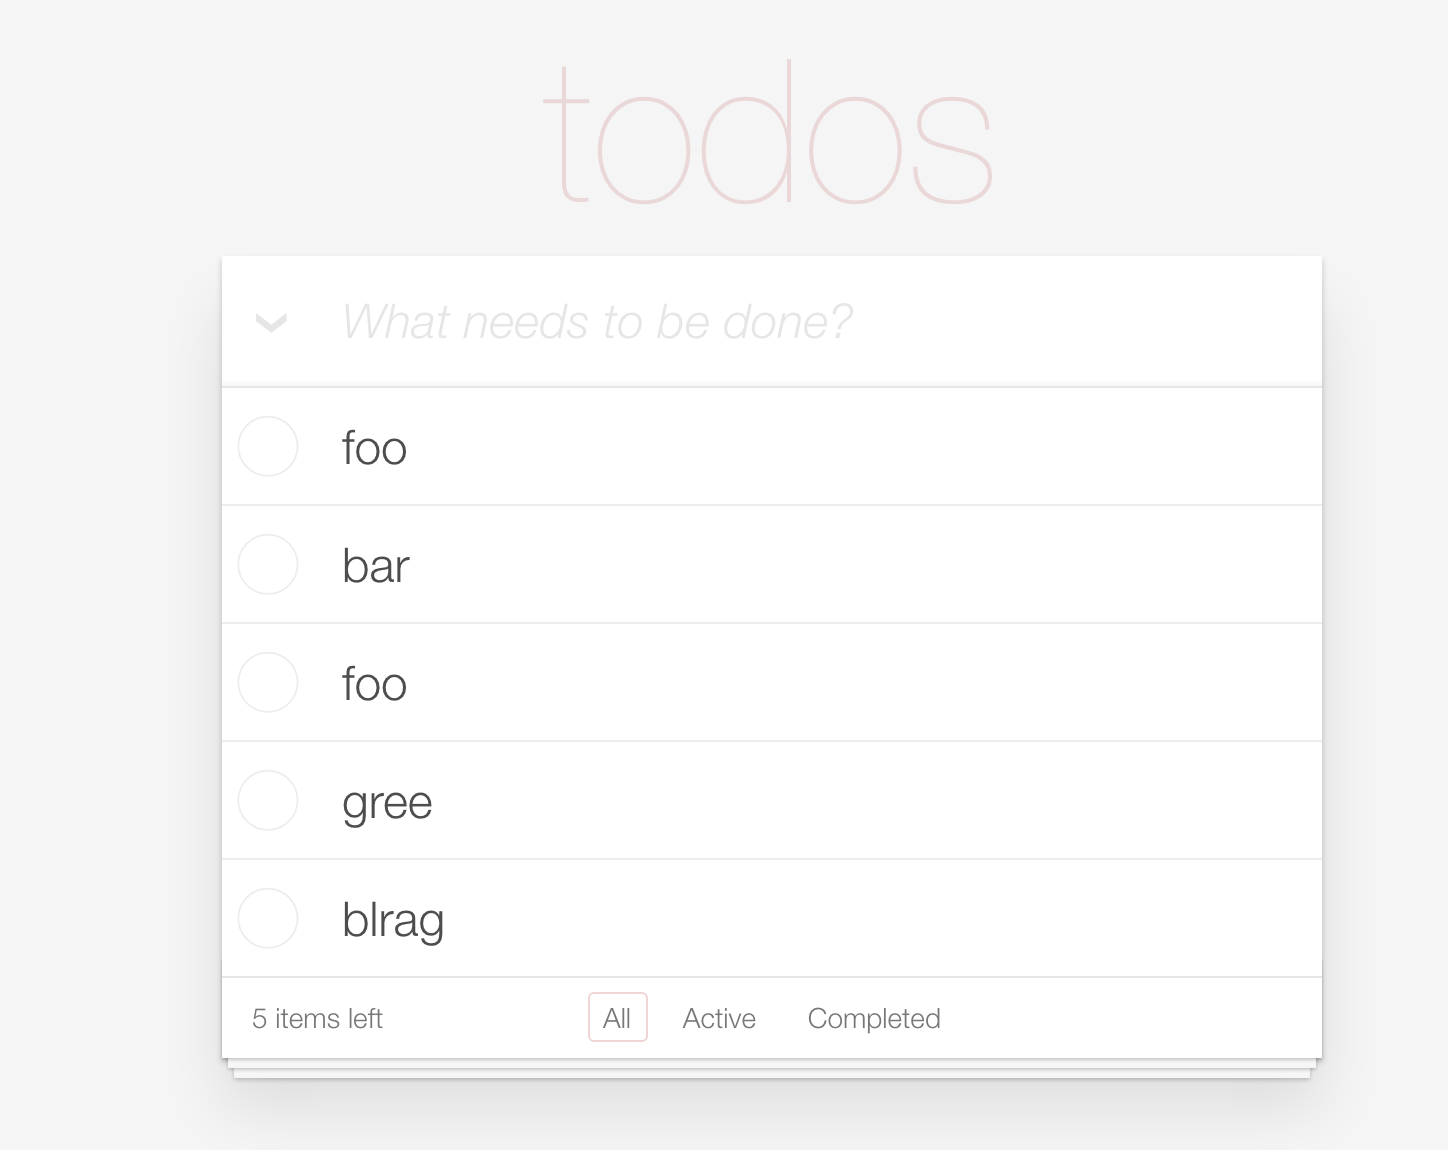 todos
What needs to be done?
foo
bar
foo
gree
blrag
5 items left All Active Completed